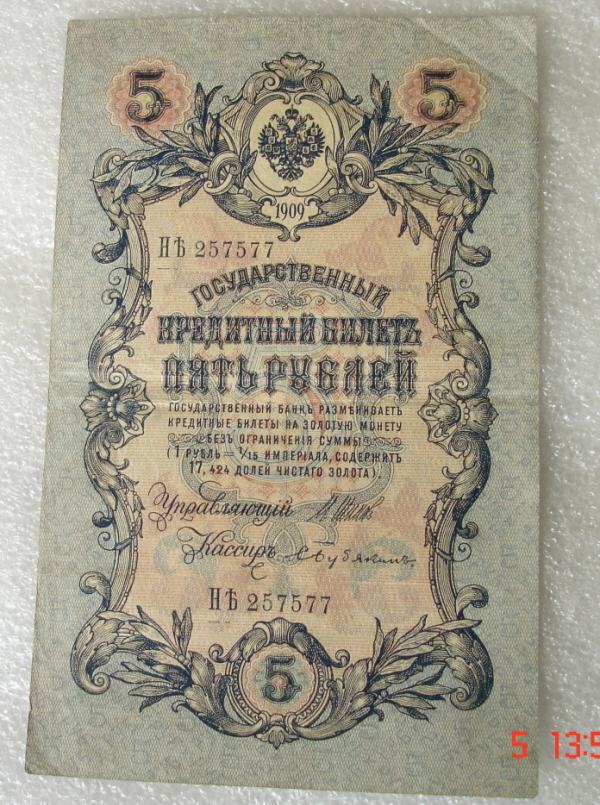 5 5
1909
НѢ 257577
ГОСУДАРСТВЕННЫЙ
КРЕДИТНЫЙ БИЛЕТЪ
ПЯТЬ РУБЛЕЙ
ГОСУДАРСТВЕННЫЙ БАНКЪ РАЗМѢНИВАЕТЪ
КРЕДИТНЫЕ БИЛЕТЫ НА ЗОЛОТУЮ МОНЕТУ
БЕЗЪ ОГРАНИЧЕНІЯ СУММЫ
(1 РУБЛЬ = 1/15 ИМПЕРІАЛА, СОДЕРЖИТЪ
17,424 ДОЛЕЙ ЧИСТАГО ЗОЛОТА).
Управляющій
Кассиръ
НѢ 257577
5
5 13:5